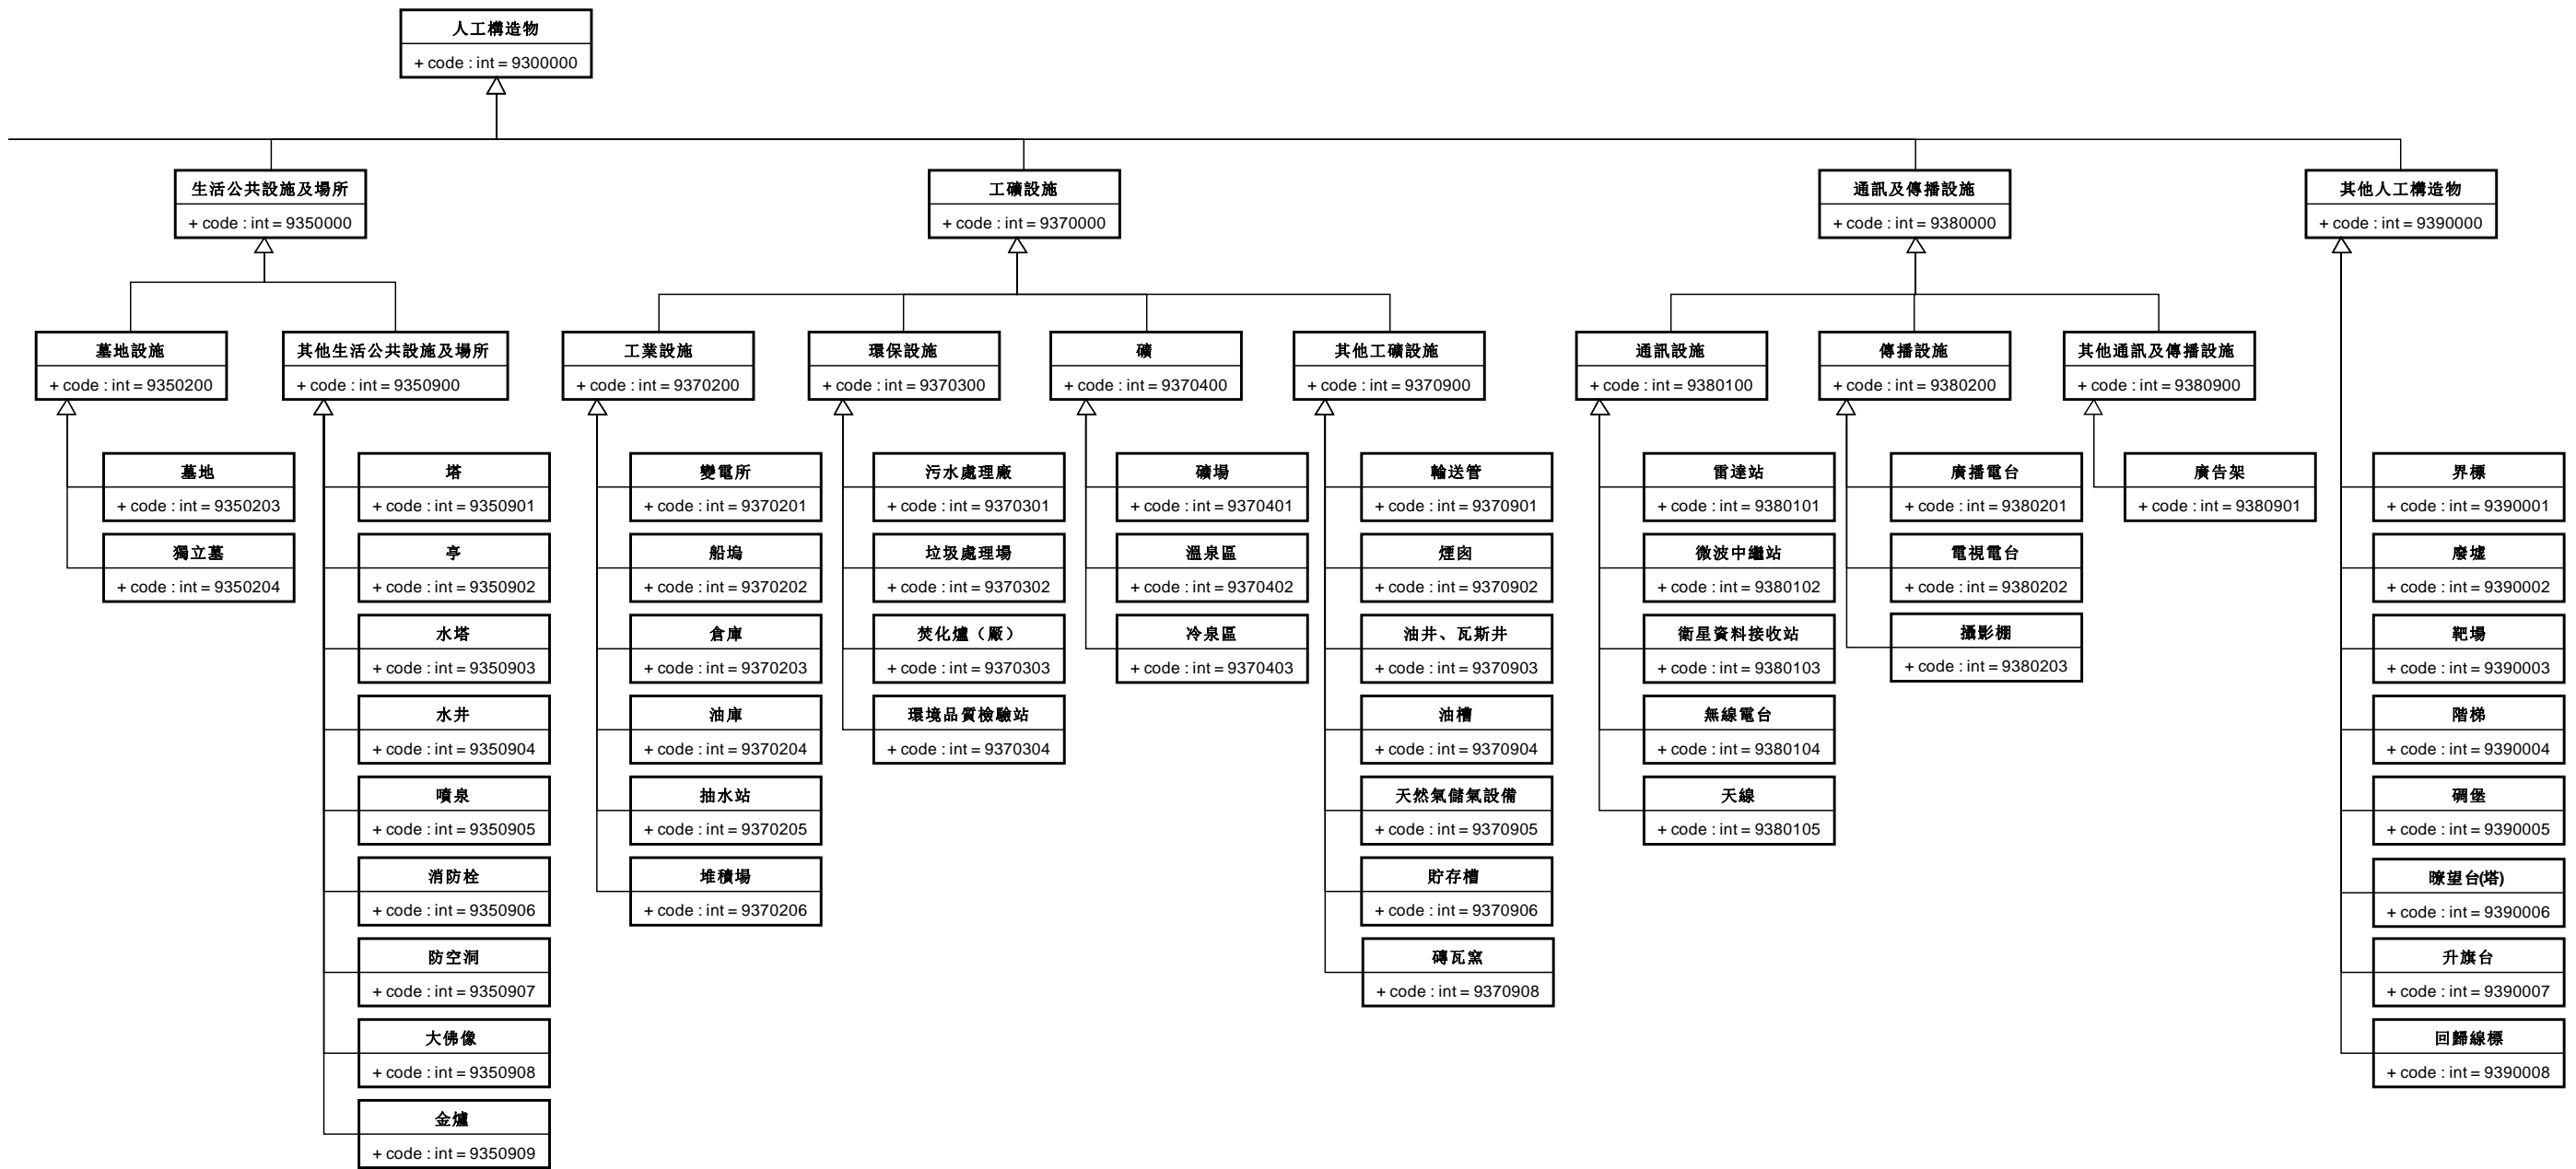 人工構造物
+ code : int = 9300000
生活公共設施及場所
+ code : int = 9350000
工礦設施
+ code : int = 9370000
通訊及傳播設施
+ code : int = 9380000
其他人工構造物
+ code : int = 9390000
墓地設施
+ code : int = 9350200
其他生活公共設施及場所
+ code : int = 9350900
工業設施
+ code : int = 9370200
環保設施
+ code : int = 9370300
礦
+ code : int = 9370400
其他工礦設施
+ code : int = 9370900
通訊設施
+ code : int = 9380100
傳播設施
+ code : int = 9380200
其他通訊及傳播設施
+ code : int = 9380900
墓地
+ code : int = 9350203
獨立墓
+ code : int = 9350204
塔
+ code : int = 9350901
亭
+ code : int = 9350902
水塔
+ code : int = 9350903
水井
+ code : int = 9350904
噴泉
+ code : int = 9350905
消防栓
+ code : int = 9350906
防空洞
+ code : int = 9350907
大佛像
+ code : int = 9350908
金爐
+ code : int = 9350909
變電所
+ code : int = 9370201
船塢
+ code : int = 9370202
倉庫
+ code : int = 9370203
油庫
+ code : int = 9370204
抽水站
+ code : int = 9370205
堆積場
+ code : int = 9370206
污水處理廠
+ code : int = 9370301
垃圾處理場
+ code : int = 9370302
焚化爐（厰）
+ code : int = 9370303
環境品質檢驗站
+ code : int = 9370304
礦場
+ code : int = 9370401
溫泉區
+ code : int = 9370402
冷泉區
+ code : int = 9370403
輸送管
+ code : int = 9370901
煙囪
+ code : int = 9370902
油井、瓦斯井
+ code : int = 9370903
油槽
+ code : int = 9370904
天然氣儲氣設備
+ code : int = 9370905
貯存槽
+ code : int = 9370906
磚瓦窯
+ code : int = 9370908
雷達站
+ code : int = 9380101
微波中繼站
+ code : int = 9380102
衛星資料接收站
+ code : int = 9380103
無線電台
+ code : int = 9380104
天線
+ code : int = 9380105
廣播電台
+ code : int = 9380201
電視電台
+ code : int = 9380202
攝影棚
+ code : int = 9380203
廣告架
+ code : int = 9380901
界標
+ code : int = 9390001
廢墟
+ code : int = 9390002
靶場
+ code : int = 9390003
階梯
+ code : int = 9390004
碉堡
+ code : int = 9390005
瞭望台(塔)
+ code : int = 9390006
升旗台
+ code : int = 9390007
回歸線標
+ code : int = 9390008